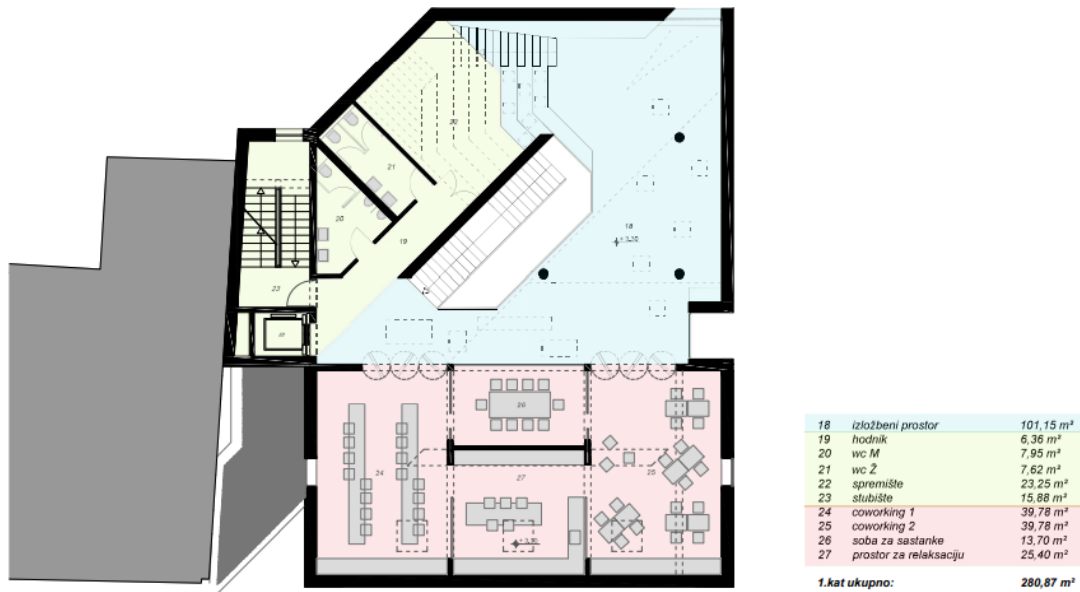 22
21
20
18
+3,20
19
23
26
24
27
25
18 izložbeni prostor 101,15 m²
19 hodnik 6,36 m²
20 wc M 7,95 m²
21 wc Ž 7,62 m²
22 spremište 23,25 m²
23 stubište 15,88 m²
24 coworking 1 39,78 m²
25 coworking 2 39,78 m²
26 soba za sastanke 13,70 m²
27 prostor za relaksaciju 25,40 m²
1.kat ukupno: 280,87 m²